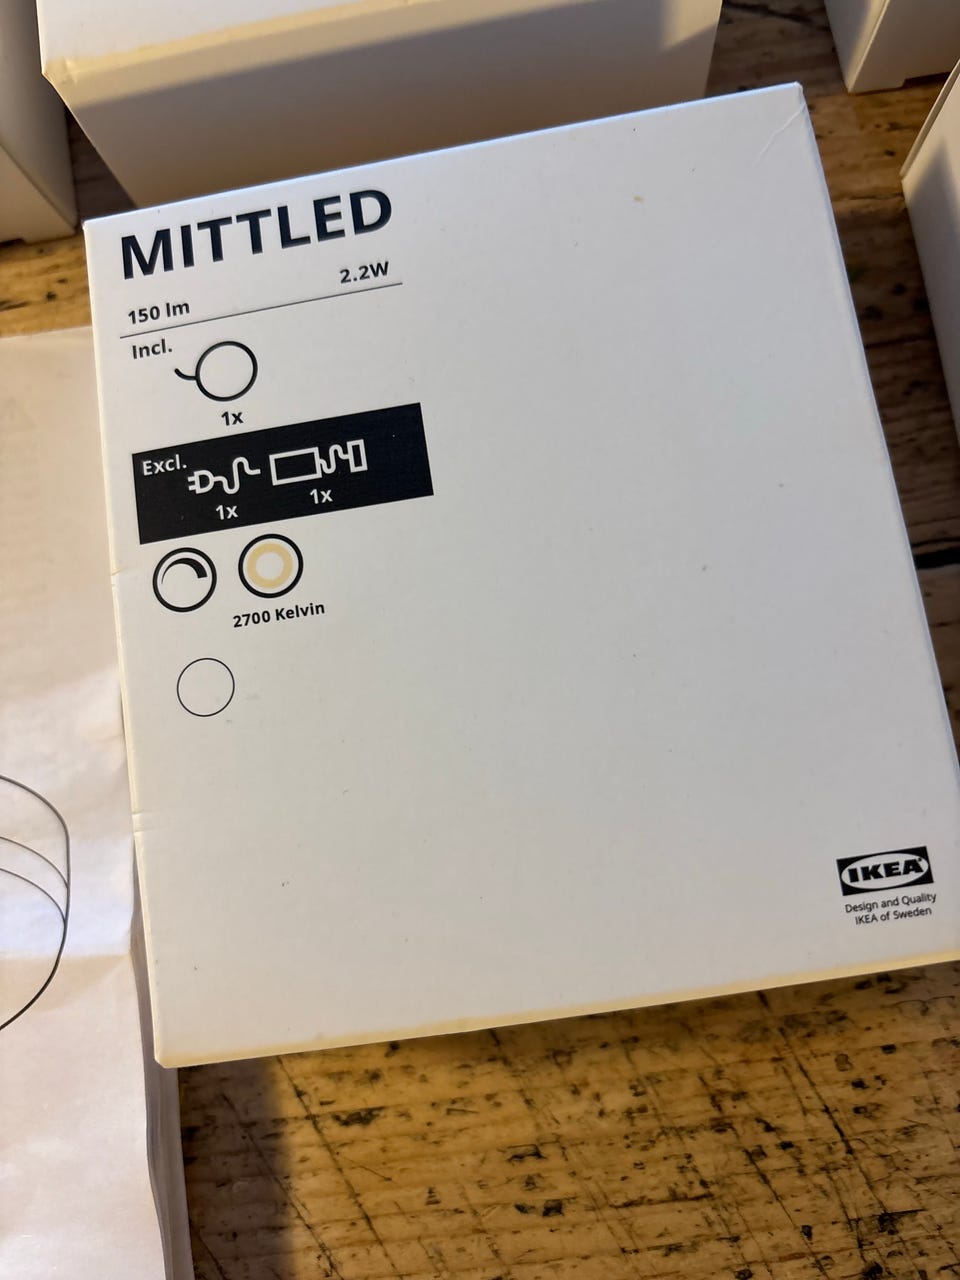 MITTLED
150 lm 2.2W
Incl.
1x
Excl.
1x 1x
2700 Kelvin
IKEA
Design and Quality
IKEA of Sweden